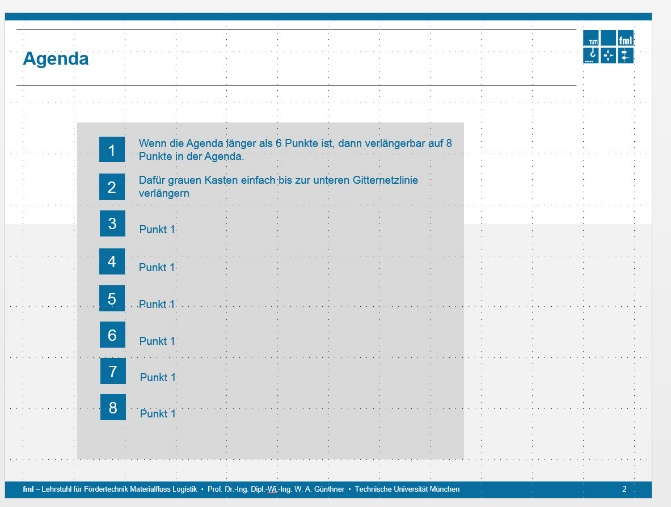 Agenda
TUM
fml
1
Wenn die Agenda länger als 6 Punkte ist, dann verlängerbar auf 8
Punkte in der Agenda.
2
Dafür grauen Kasten einfach bis zur unteren Gitternetzlinie
verlängern
3
Punkt 1
4
Punkt 1
5
Punkt 1
6
Punkt 1
7
Punkt 1
8
Punkt 1
fml – Lehrstuhl für Fördertechnik Materialfluss Logistik • Prof. Dr.-Ing. Dipl.-Wi.-Ing. W. A. Günthner • Technische Universität München
2